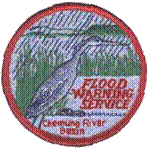 FLOOD
WARNING
SERVICE
Chemung River
Basin